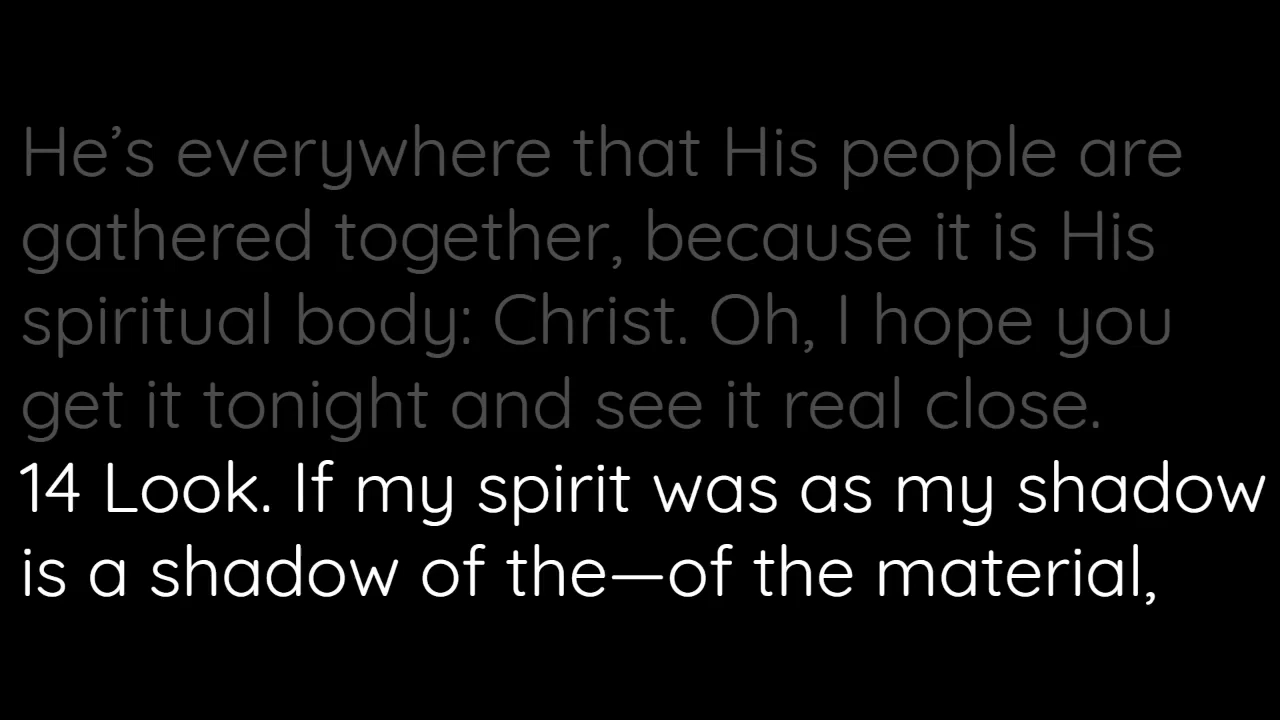 He’s everywhere that His people are
gathered together, because it is His
spiritual body: Christ. Oh, I hope you
get it tonight and see it real close.
14 Look. If my spirit was as my shadow
is a shadow of the—of the material,